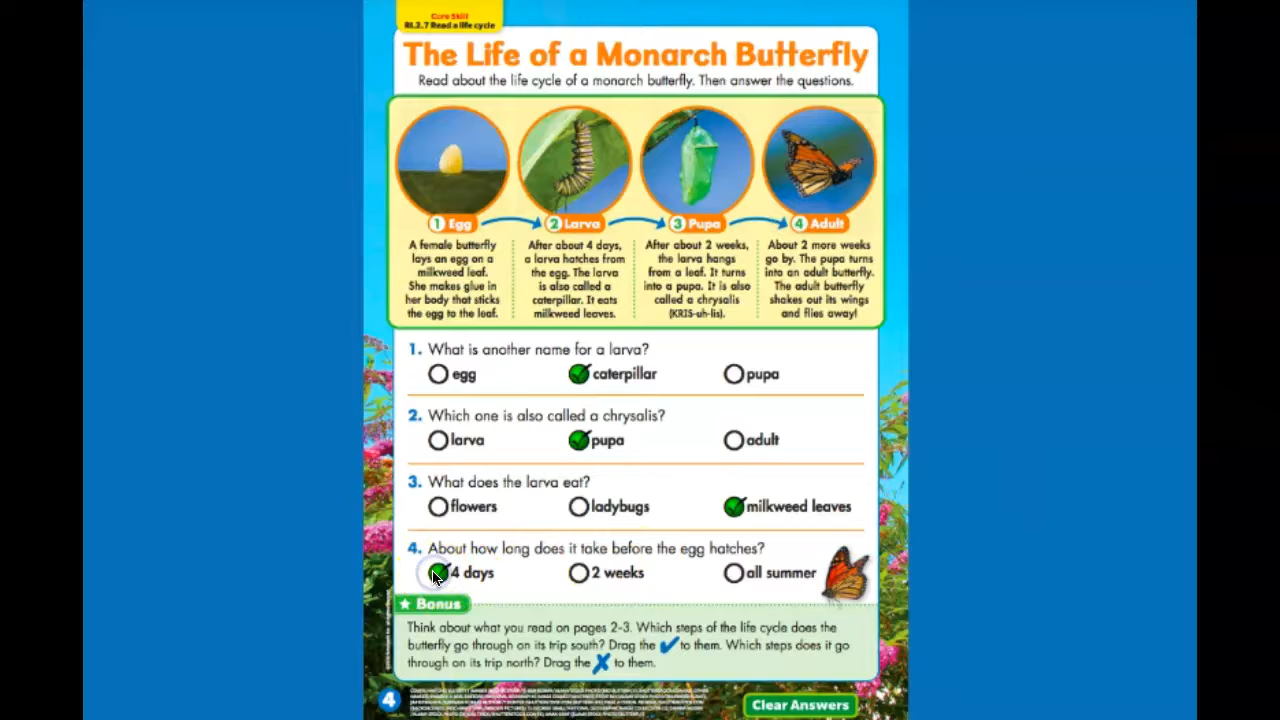 Core Skill
RI.2.7 Read a life cycle
The Life of a Monarch Butterfly
Read about the life cycle of a monarch butterfly. Then answer the questions.
1 Egg
2 Larva
3 Pupa
4 Adult
A female butterfly
lays an egg on a
milkweed leaf.
She makes glue in
her body that sticks
the egg to the leaf.
After about 4 days,
a larva hatches from
the egg. The larva
is also called a
caterpillar. It eats
milkweed leaves.
After about 2 weeks,
the larva hangs
from a leaf. It turns
into a pupa. It is also
called a chrysalis
(KRIS-uh-lis).
About 2 more weeks
go by. The pupa turns
into an adult butterfly.
The adult butterfly
shakes out its wings
and flies away!
1. What is another name for a larva?
egg caterpillar pupa
2. Which one is also called a chrysalis?
larva pupa adult
3. What does the larva eat?
flowers ladybugs milkweed leaves
4. About how long does it take before the egg hatches?
4 days 2 weeks all summer
Bonus
Think about what you read on pages 2-3. Which steps of the life cycle does the
butterfly go through on its trip south? Drag the to them. Which steps does it go
through on its trip north? Drag the to them.
4
Clear Answers